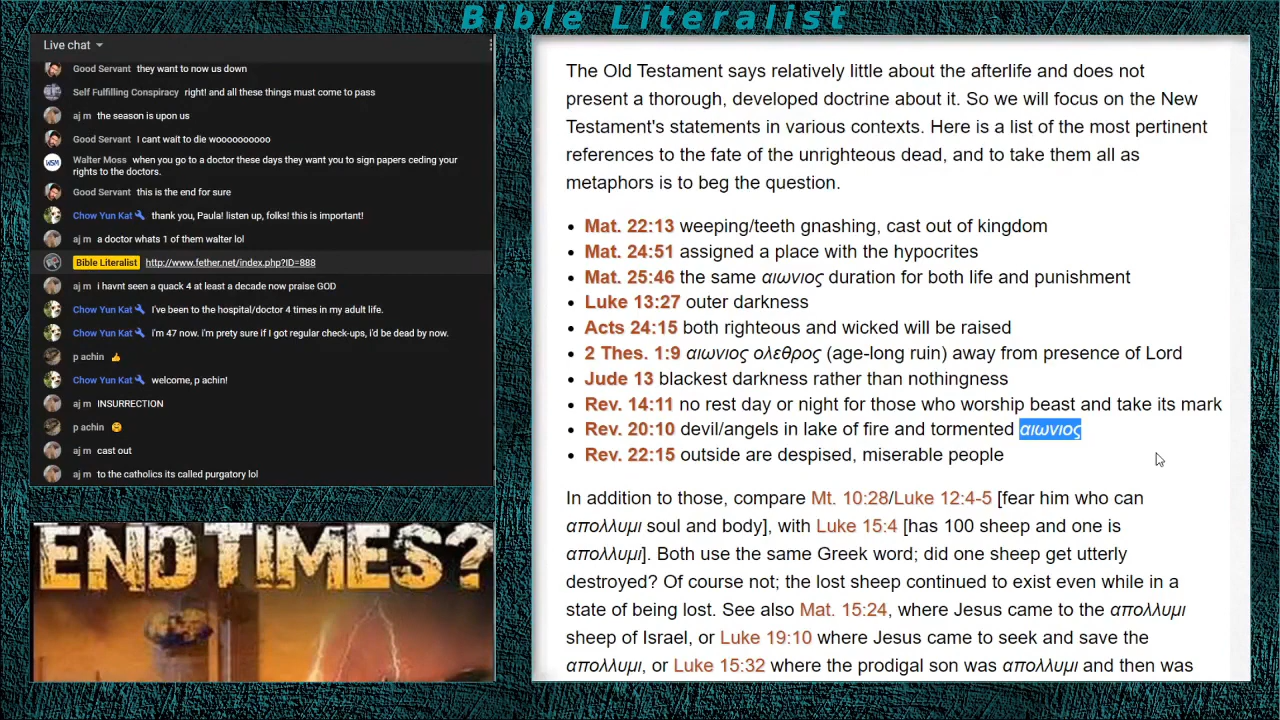 Bible Literalist
Live chat
Good Servant they want to now us down
Self Fulfilling Conspiracy right! and all these things must come to pass
aj m the season is upon us
Good Servant I cant wait to die woooooooooo
Walter Moss when you go to a doctor these days they want you to sign papers ceding your
rights to the doctors.
Good Servant this is the end for sure
Chow Yun Kat thank you, Paula! listen up, folks! this is important!
aj m a doctor whats 1 of them walter lol
Bible Literalist http://www.fether.net/index.php?ID=888
aj m i havnt seen a quack 4 at least a decade now praise GOD
Chow Yun Kat I've been to the hospital/doctor 4 times in my adult life.
Chow Yun Kat i'm 47 now. i'm prety sure if I got regular check-ups, i'd be dead by now.
p achin 👍
Chow Yun Kat welcome, p achin!
aj m INSURRECTION
p achin 🙂
aj m cast out
aj m to the catholics its called purgatory lol
END TIMES?
The Old Testament says relatively little about the afterlife and does not
present a thorough, developed doctrine about it. So we will focus on the New
Testament's statements in various contexts. Here is a list of the most pertinent
references to the fate of the unrighteous dead, and to take them all as
metaphors is to beg the question.
• Mat. 22:13 weeping/teeth gnashing, cast out of kingdom
• Mat. 24:51 assigned a place with the hypocrites
• Mat. 25:46 the same αιωνιος duration for both life and punishment
• Luke 13:27 outer darkness
• Acts 24:15 both righteous and wicked will be raised
• 2 Thes. 1:9 αιωνιος ολεθρος (age-long ruin) away from presence of Lord
• Jude 13 blackest darkness rather than nothingness
• Rev. 14:11 no rest day or night for those who worship beast and take its mark
• Rev. 20:10 devil/angels in lake of fire and tormented αιωνιος
• Rev. 22:15 outside are despised, miserable people
In addition to those, compare Mt. 10:28/Luke 12:4-5 [fear him who can
απολλυμι soul and body], with Luke 15:4 [has 100 sheep and one is
απολλυμι]. Both use the same Greek word; did one sheep get utterly
destroyed? Of course not; the lost sheep continued to exist even while in a
state of being lost. See also Mat. 15:24, where Jesus came to the απολλυμι
sheep of Israel, or Luke 19:10 where Jesus came to seek and save the
απολλυμι, or Luke 15:32 where the prodigal son was απολλυμι and then was